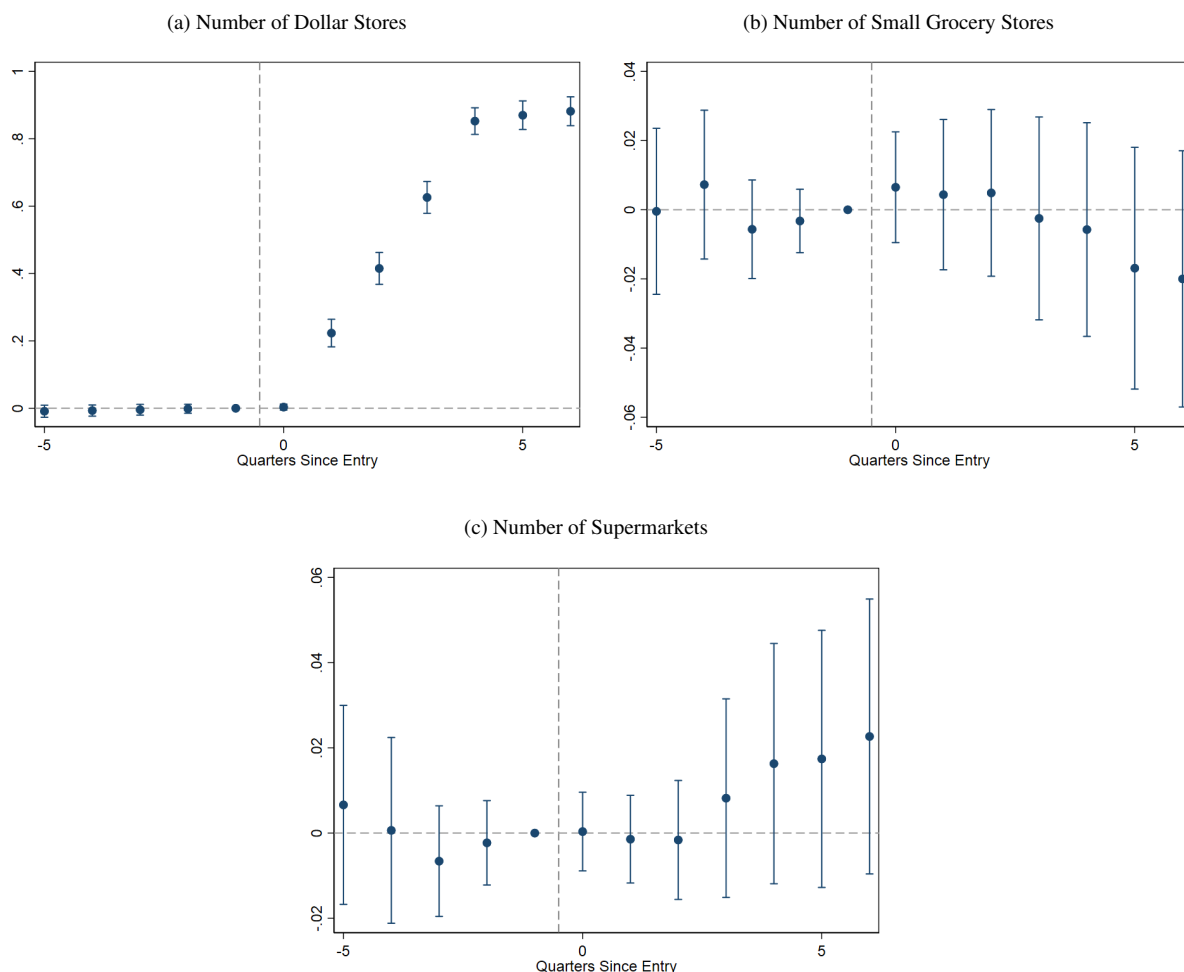 (a) Number of Dollar Stores
1
.8
.6
.4
.2
0
-5 0 5
Quarters Since Entry
(b) Number of Small Grocery Stores
.04
.02
0
-.02
-.04
-.06
-5 0 5
Quarters Since Entry
(c) Number of Supermarkets
.06
.04
.02
0
-.02
-5 0 5
Quarters Since Entry